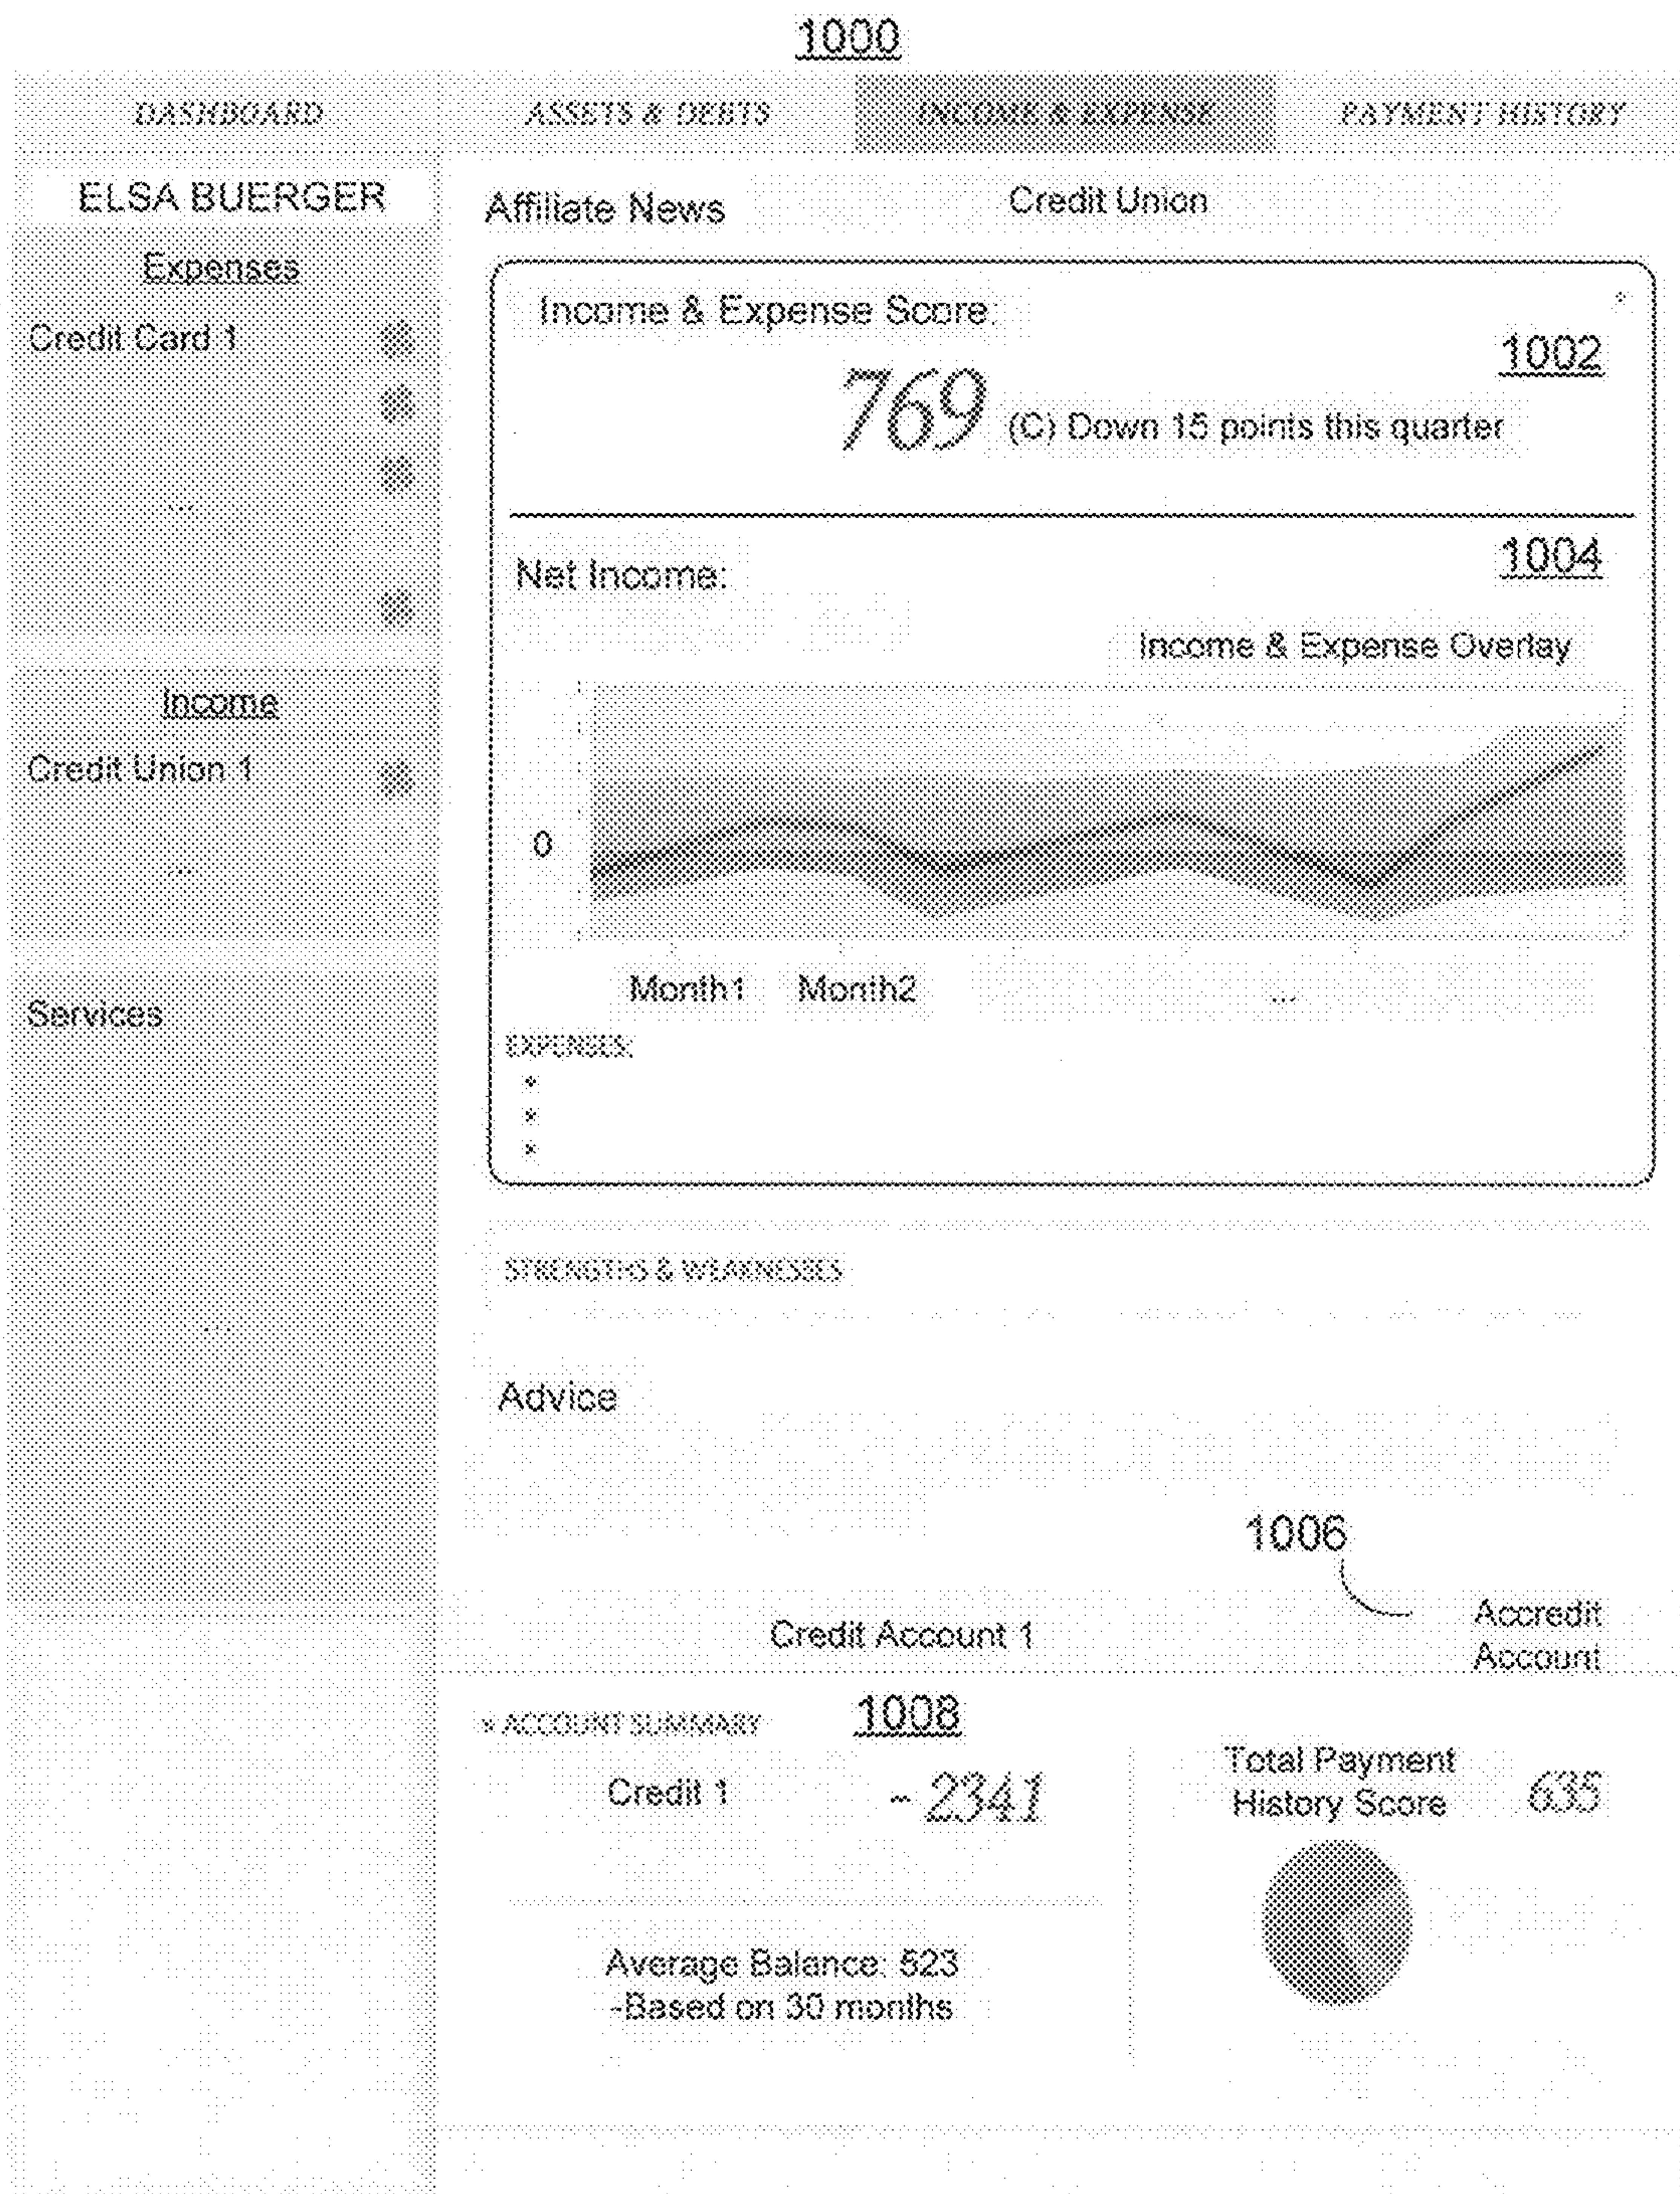 1000
DASHBOARD
ASSETS & DEBTS
INCOME & EXPENSE
PAYMENT HISTORY
ELSA BUERGER
Expenses
Credit Card 1
...
Income
Credit Union 1
...
Services
...
Affiliate News
Credit Union
Income & Expense Score:
1002
769 (C) Down 15 points this quarter
1004
Net Income:
Income & Expense Overlay
0
Month1 Month2 ...
EXPENSES:
STRENGTHS & WEAKNESSES
Advice
1006
Credit Account 1
Accredit
Account
ACCOUNT SUMMARY
1008
Credit 1 - 2341
Average Balance: 523
-Based on 30 months
Total Payment
History Score
635